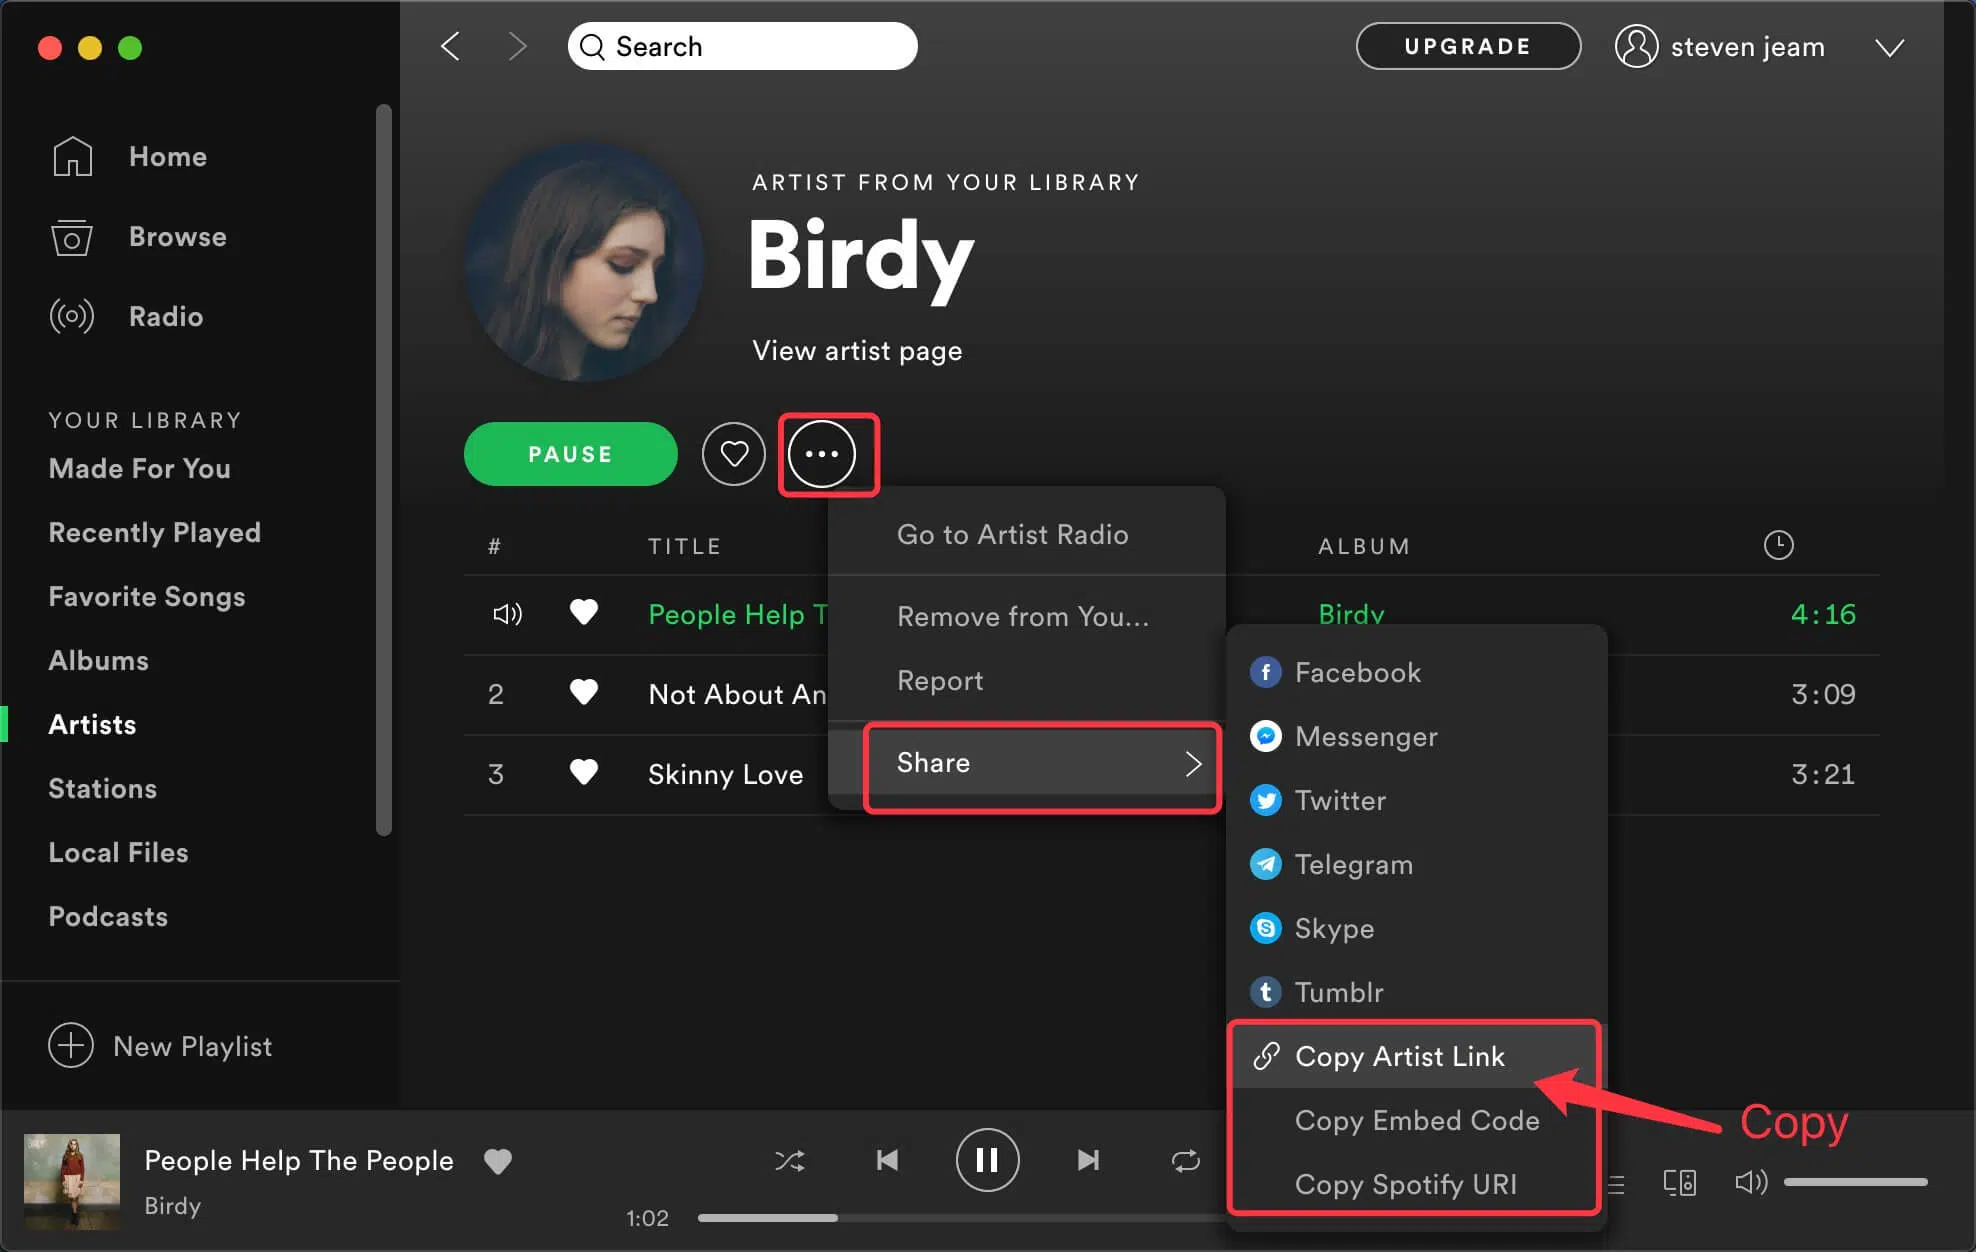 Search
UPGRADE
steven jeam
Home
Browse
Radio
YOUR LIBRARY
Made For You
Recently Played
Favorite Songs
Albums
Artists
Stations
Local Files
Podcasts
New Playlist
ARTIST FROM YOUR LIBRARY
Birdy
View artist page
PAUSE
# TITLE ALBUM
People Help T Birdy 4:16
2 Not About An 3:09
3 Skinny Love 3:21
Go to Artist Radio
Remove from You...
Report
Share
Facebook
Messenger
Twitter
Telegram
Skype
Tumblr
Copy Artist Link
Copy Embed Code
Copy Spotify URI
Copy
People Help The People
Birdy
1:02